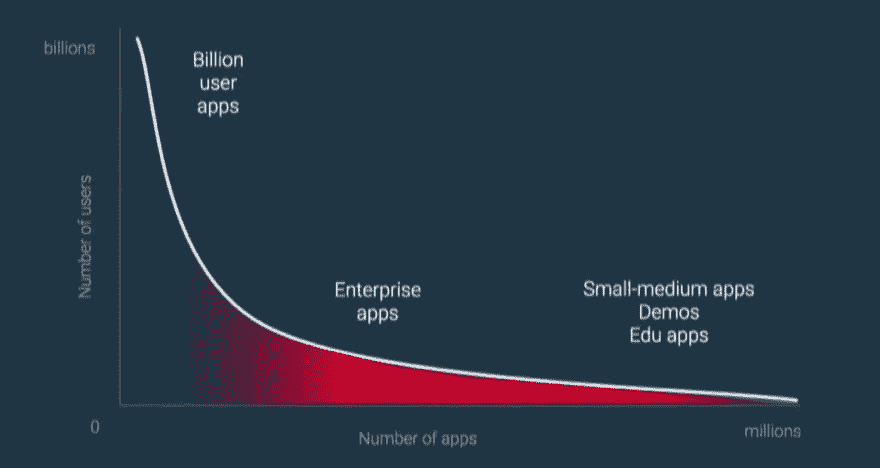 billions
Billion
user
apps
Number of users
Enterprise
apps
Small-medium apps
Demos
Edu apps
0
Number of apps
millions